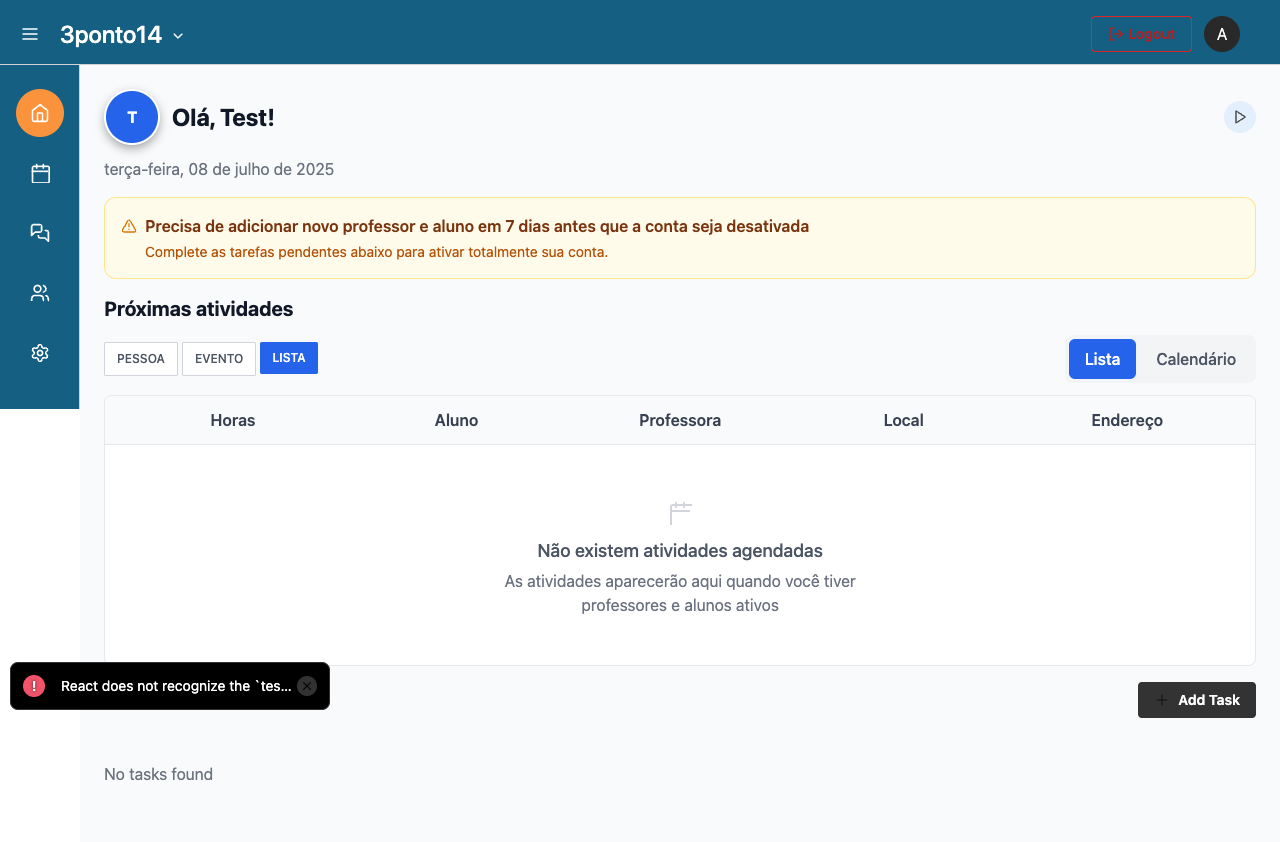 3ponto14
Logout
A
T
Olá, Test!
terça-feira, 08 de julho de 2025
Precisa de adicionar novo professor e aluno em 7 dias antes que a conta seja desativada
Complete as tarefas pendentes abaixo para ativar totalmente sua conta.
Próximas atividades
PESSOA
EVENTO
LISTA
Lista
Calendário
Horas
Aluno
Professora
Local
Endereço
Não existem atividades agendadas
As atividades aparecerão aqui quando você tiver
professores e alunos ativos
! React does not recognize the `tes...
+ Add Task
No tasks found